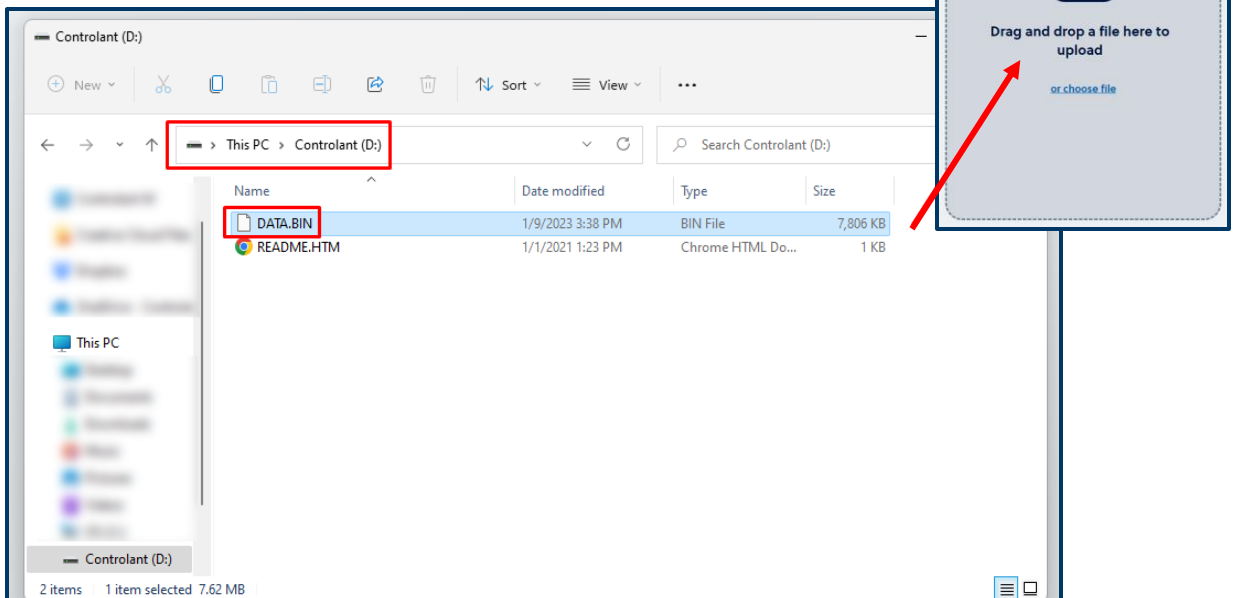 Controlant (D:)
New
Sort
View
This PC > Controlant (D:)
Search Controlant (D:)
Name Date modified Type Size
DATA.BIN 1/9/2023 3:38 PM BIN File 7,806 KB
README.HTM 1/1/2021 1:23 PM Chrome HTML Do... 1 KB
This PC
Controlant (D:)
2 items 1 item selected 7.62 MB
Drag and drop a file here to
upload
or choose file